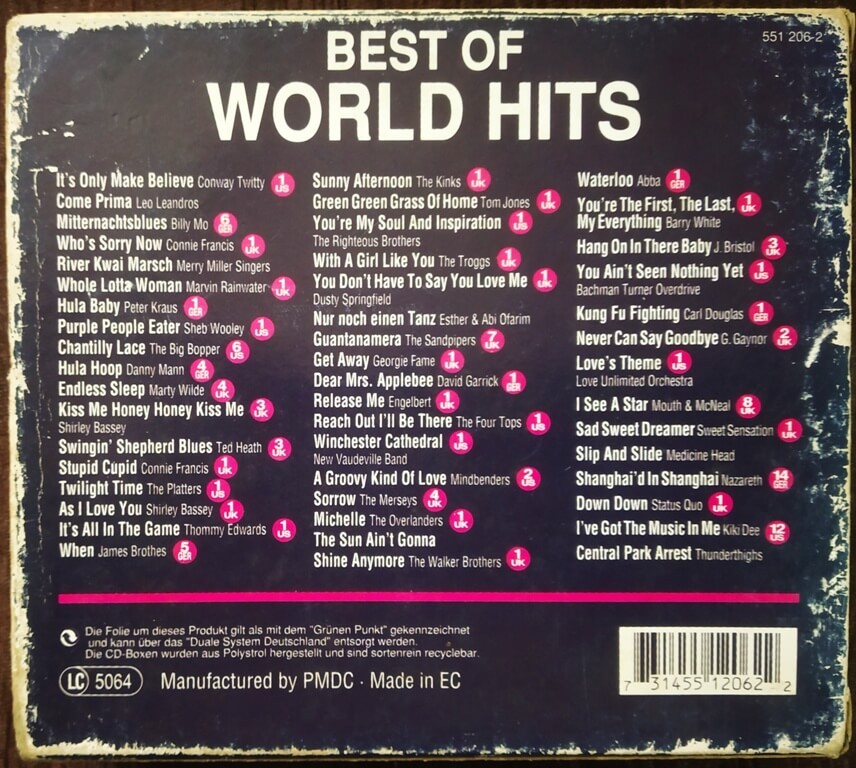 551 206-2
BEST OF
WORLD HITS
It's Only Make Believe Conway Twitty 1 US
Come Prima Leo Leandros
Mitternachtsblues Billy Mo 6 GER
Who's Sorry Now Connie Francis 1 UK
River Kwai Marsch Merry Miller Singers
Whole Lotta Woman Marvin Rainwater 1 UK
Hula Baby Peter Kraus 1 GER
Purple People Eater Sheb Wooley 1 US
Chantilly Lace The Big Bopper 6 US
Hula Hoop Danny Mann 4 GER
Endless Sleep Marty Wilde 4 UK
Kiss Me Honey Honey Kiss Me 3 UK
Shirley Bassey
Swingin' Shepherd Blues Ted Heath 3 UK
Stupid Cupid Connie Francis 1 UK
Twilight Time The Platters 1 US
As I Love You Shirley Bassey 1 UK
It's All In The Game Thommy Edwards 1 US
When James Brothes 5 GER
Sunny Afternoon The Kinks 1 UK
Green Green Grass Of Home Tom Jones 1 UK
You're My Soul And Inspiration 1 US
The Righteous Brothers
With A Girl Like You The Troggs 1 UK
You Don't Have To Say You Love Me 1 UK
Dusty Springfield
Nur noch einen Tanz Esther & Abi Ofarim
Guantanamera The Sandpipers 7 UK
Get Away Georgie Fame 1 UK
Dear Mrs. Applebee David Garrick 1 GER
Release Me Engelbert 1 UK
Reach Out I'll Be There The Four Tops 1 US
Winchester Cathedral 1 US
New Vaudeville Band
A Groovy Kind Of Love Mindbenders 2 US
Sorrow The Merseys 4 UK
Michelle The Overlanders 1 UK
The Sun Ain't Gonna
Shine Anymore The Walker Brothers 1 UK
Waterloo Abba 1 GER
You're The First, The Last, 1 UK
My Everything Barry White
Hang On In There Baby J. Bristol 3 UK
You Ain't Seen Nothing Yet 1 US
Bachman Turner Overdrive
Kung Fu Fighting Carl Douglas 1 GER
Never Can Say Goodbye G. Gaynor 2 UK
Love's Theme 1 US
Love Unlimited Orchestra
I See A Star Mouth & McNeal 8 UK
Sad Sweet Dreamer Sweet Sensation 1 UK
Slip And Slide Medicine Head
Shanghai'd In Shanghai Nazareth 14 GER
Down Down Status Quo 1 UK
I've Got The Music In Me Kiki Dee 12 US
Central Park Arrest Thunderthighs
Die Folie um dieses Produkt gilt als mit dem "Grünen Punkt" gekennzeichnet
und kann über das "Duale System Deutschland" entsorgt werden.
Die CD-Boxen wurden aus Polystrol hergestellt und sind sortenrein recyclebar.
LC 5064 Manufactured by PMDC · Made in EC
7 31455 12062 2